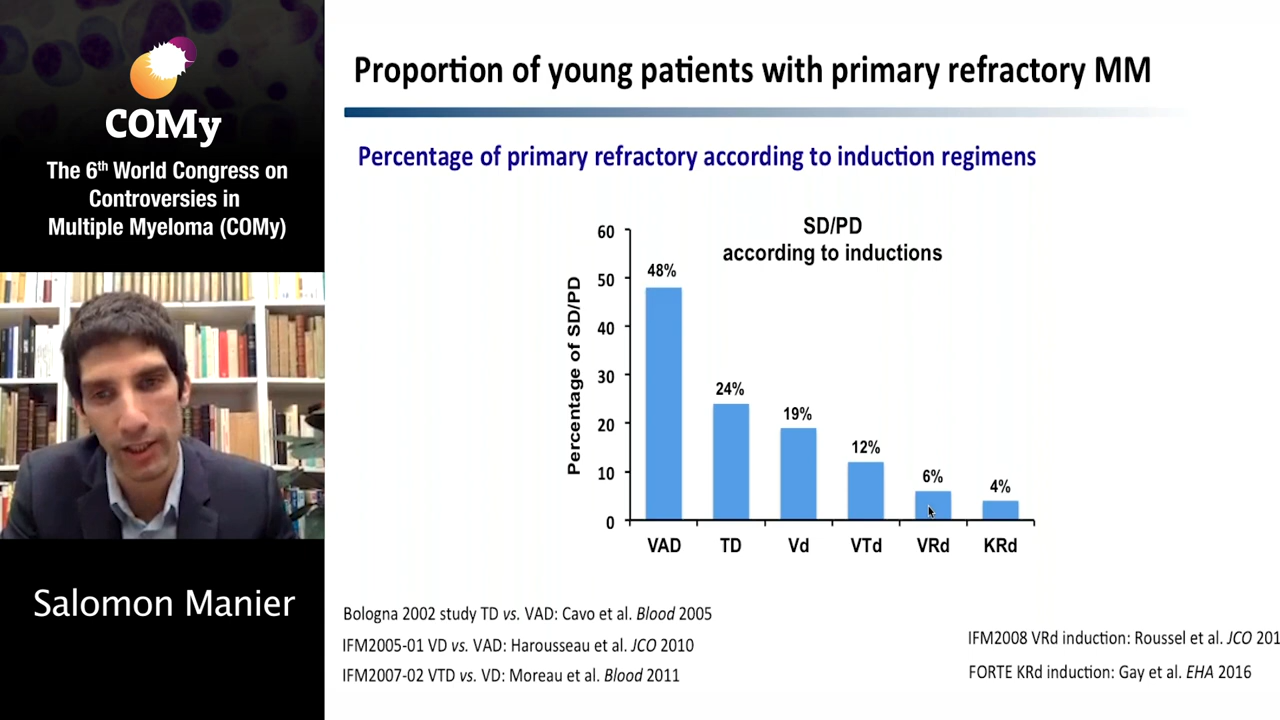 COMy
The 6th World Congress on
Controversies in
Multiple Myeloma (COMy)
Salomon Manier
Proportion of young patients with primary refractory MM
Percentage of primary refractory according to induction regimens
SD/PD
according to inductions
Percentage of SD/PD
60
50
40
30
20
10
0
48%
24%
19%
12%
6%
4%
VAD TD Vd VTd VRd KRd
Bologna 2002 study TD vs. VAD: Cavo et al. Blood 2005
IFM2005-01 VD vs. VAD: Harousseau et al. JCO 2010
IFM2007-02 VTD vs. VD: Moreau et al. Blood 2011
IFM2008 VRd induction: Roussel et al. JCO 201
FORTE KRd induction: Gay et al. EHA 2016